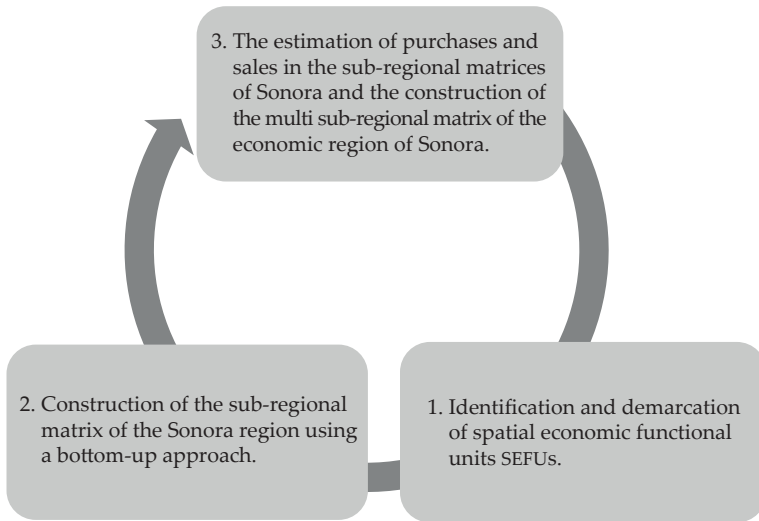 3. The estimation of purchases and
sales in the sub-regional matrices
of Sonora and the construction of
the multi sub-regional matrix of the
economic region of Sonora.
2. Construction of the sub-regional
matrix of the Sonora region using
a bottom-up approach.
1. Identification and demarcation
of spatial economic functional
units SEFUs.